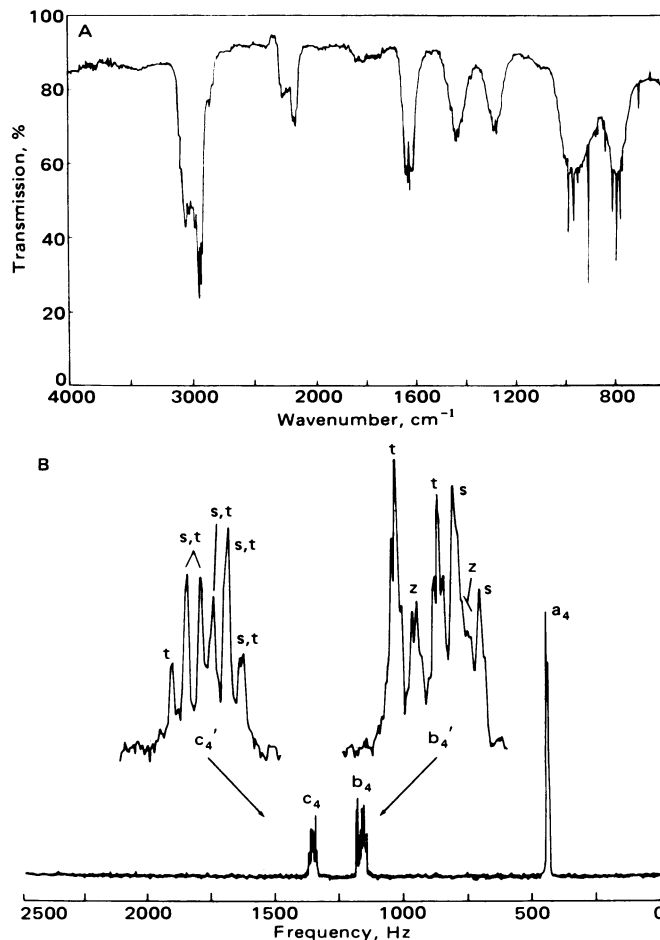 100
A
80
60
40
20
0
Transmission, %
4000 3000 2000 1600 1200 800
Wavenumber, cm⁻¹
B
t
s,t
s,t
s,t
s,t
t
c₄'
t
z
t
s
z
s
b₄'
a₄
c₄
b₄
2500 2000 1500 1000 500 0
Frequency, Hz